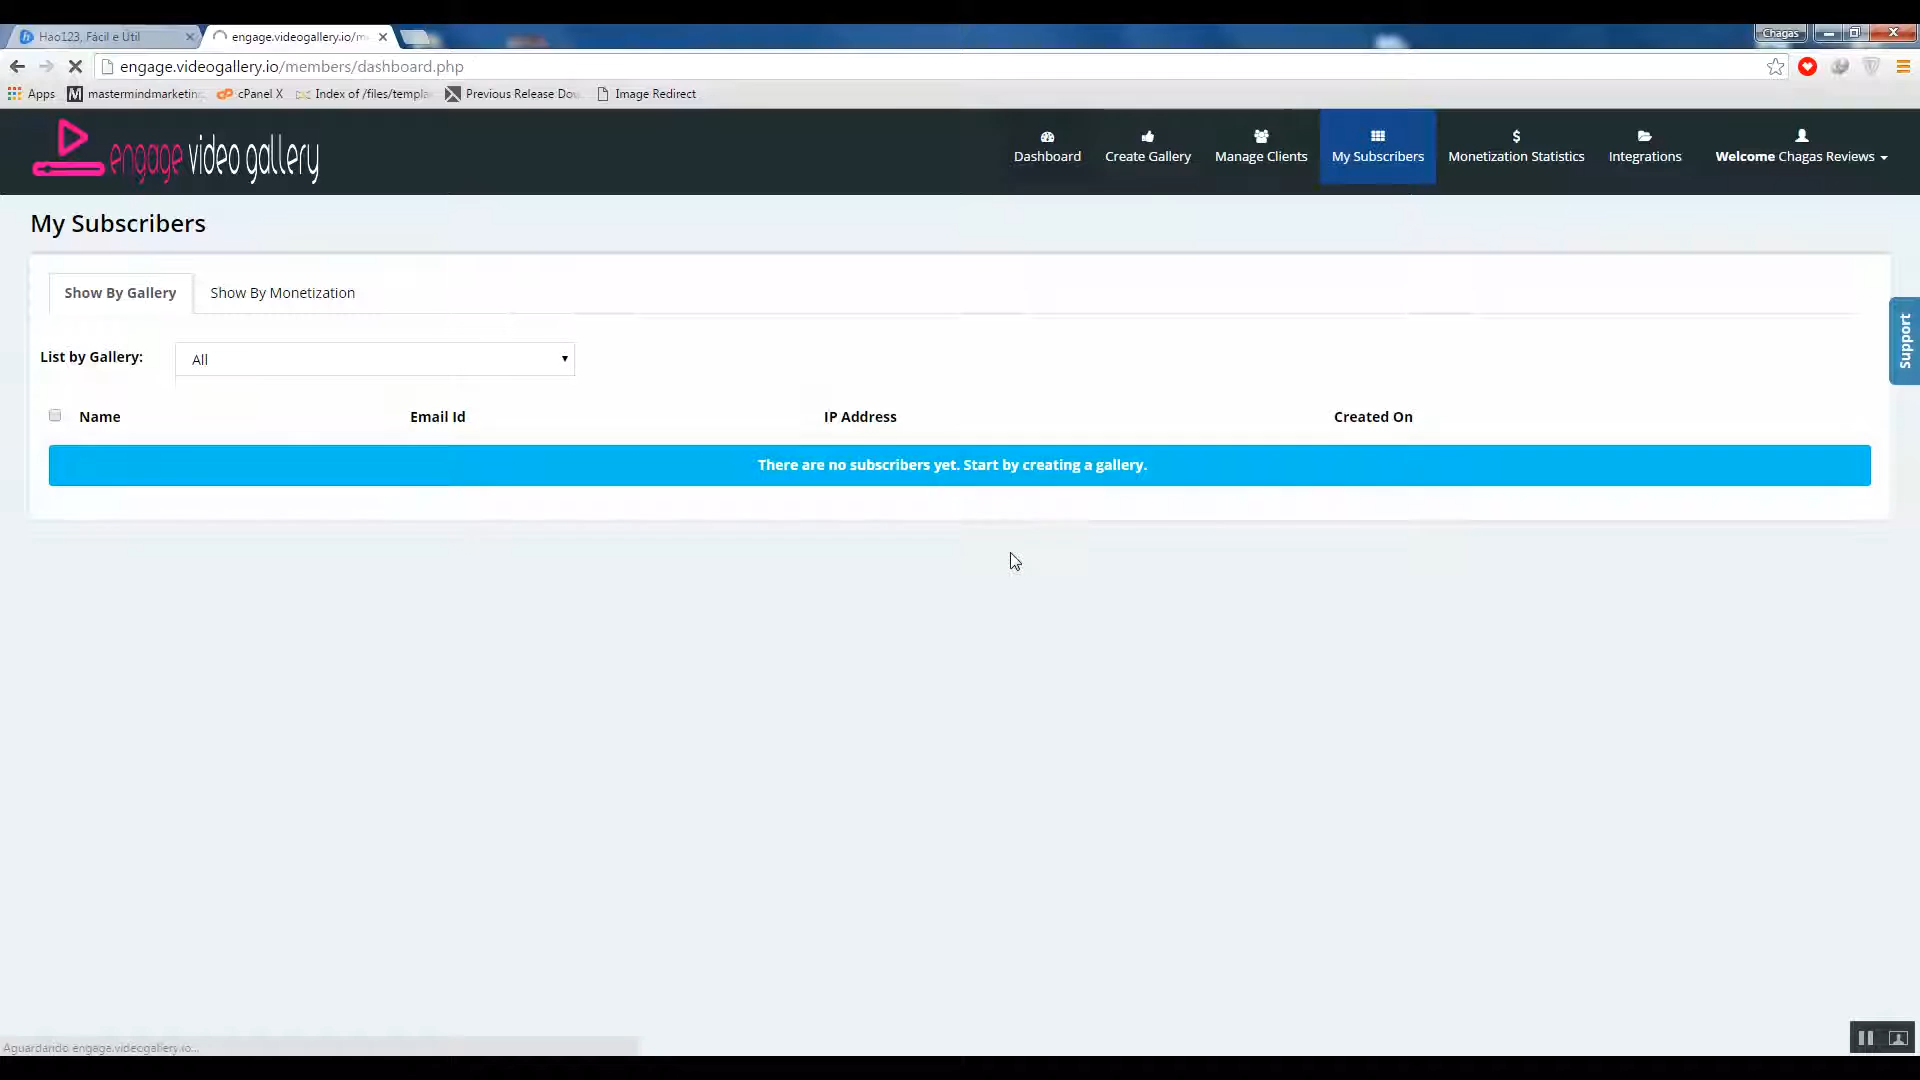 Hao123, Fácil e Útil
engage.videogallery.io/m
Chagas
engage.videogallery.io/members/dashboard.php
Apps
mastermindmarketin
cPanel X
Index of /files/templa
Previous Release Do
Image Redirect
engage video gallery
Dashboard
Create Gallery
Manage Clients
My Subscribers
Monetization Statistics
Integrations
Welcome Chagas Reviews
My Subscribers
Show By Gallery
Show By Monetization
List by Gallery:
All
Name
Email Id
IP Address
Created On
There are no subscribers yet. Start by creating a gallery.
Support
Aguardando engage.videogallery.io...